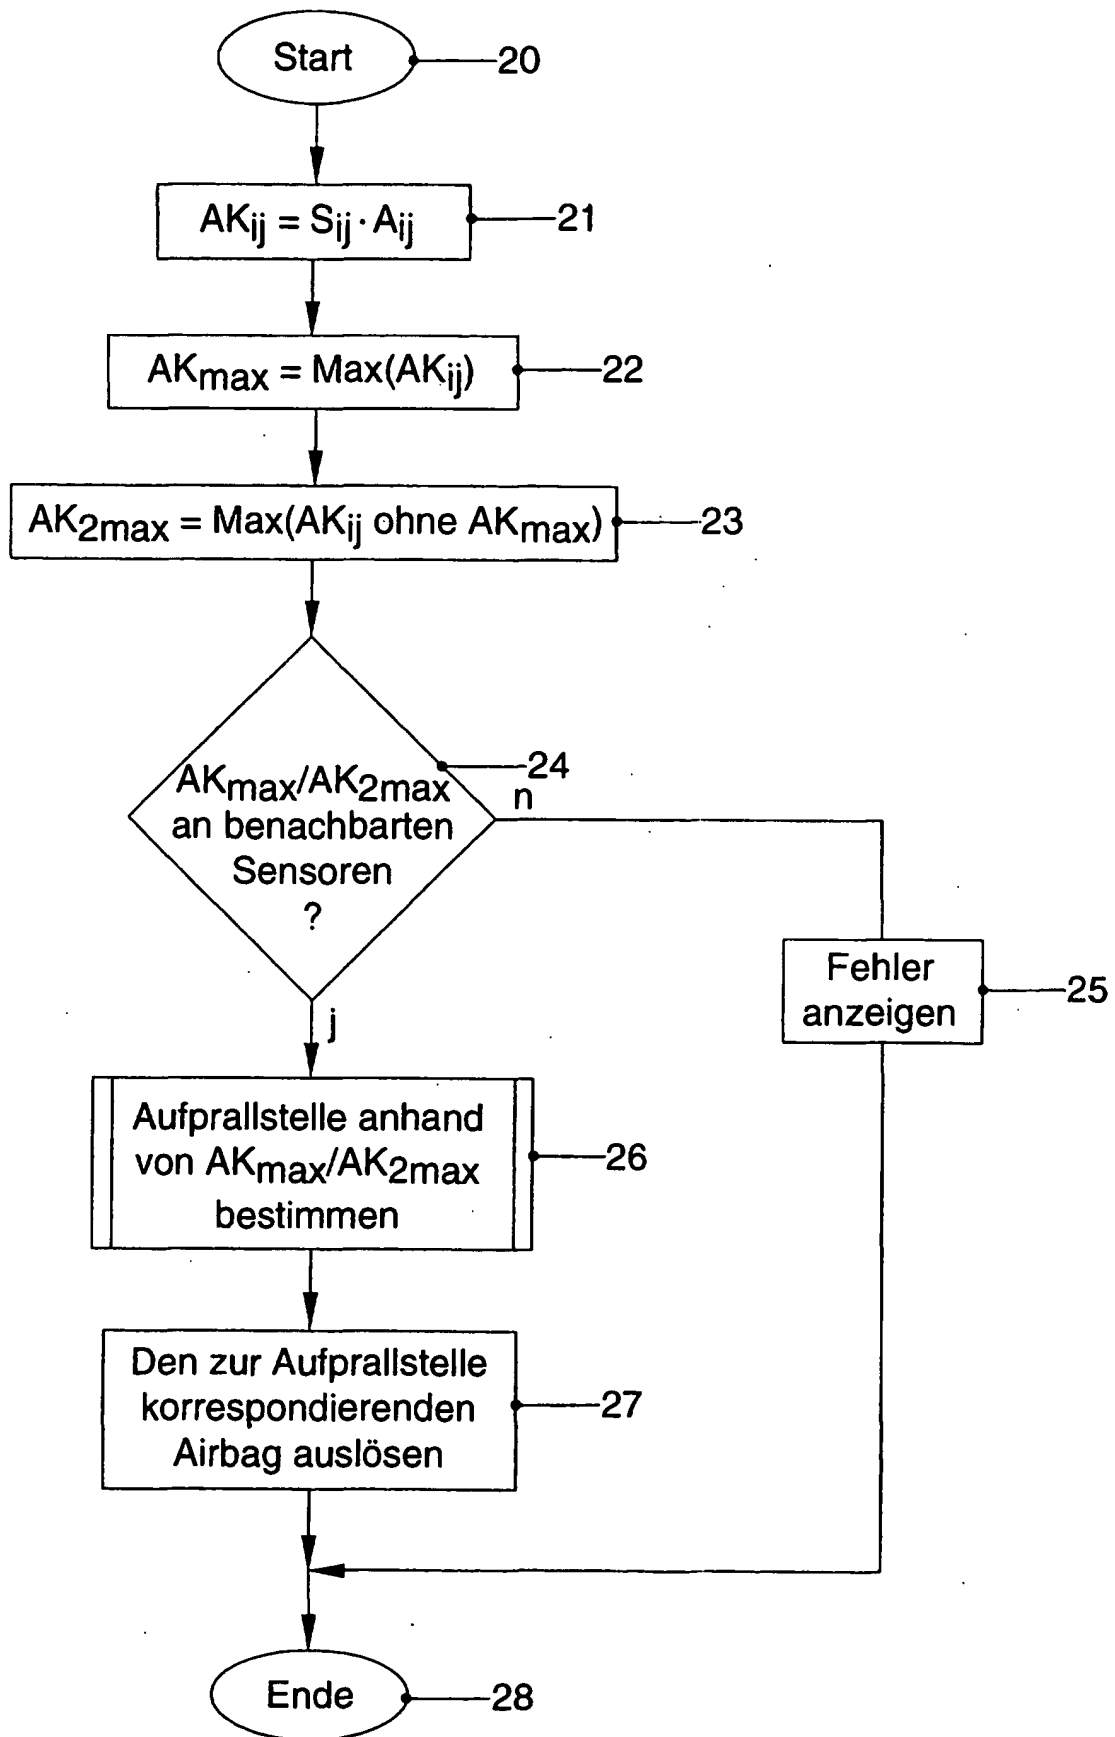 Start
20
AKij = Sij · Aij
21
AKmax = Max(AKij)
22
AK2max = Max(AKij ohne AKmax)
23
24
AKmax/AK2max
an benachbarten
Sensoren
?
n
Fehler
anzeigen
25
j
Aufprallstelle anhand
von AKmax/AK2max
bestimmen
26
Den zur Aufprallstelle
korrespondierenden
Airbag auslösen
27
Ende
28